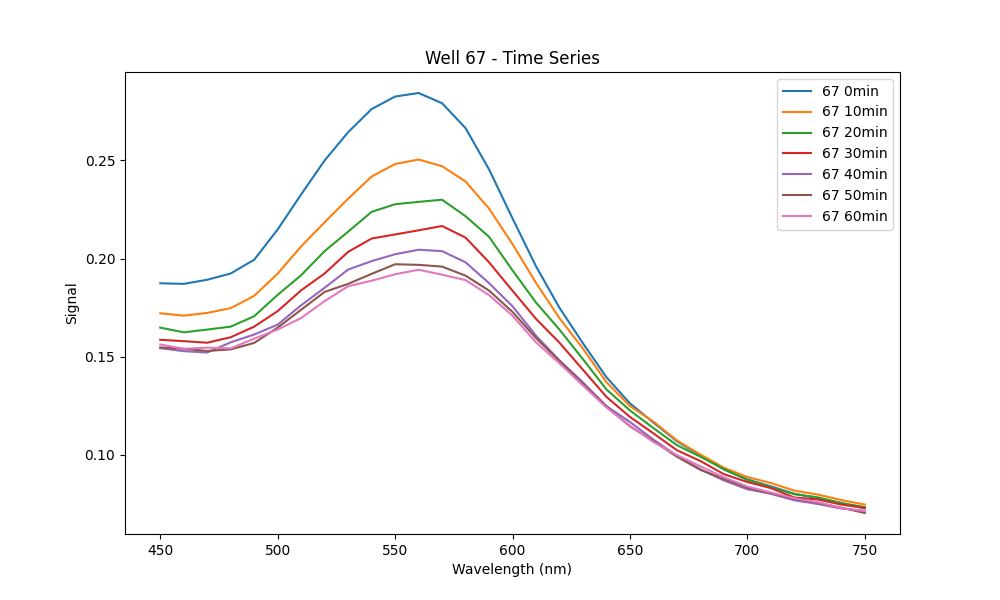 Well 67 - Time Series
67 0min
67 10min
67 20min
67 30min
67 40min
67 50min
67 60min
Signal
0.25
0.20
0.15
0.10
450 500 550 600 650 700 750
Wavelength (nm)